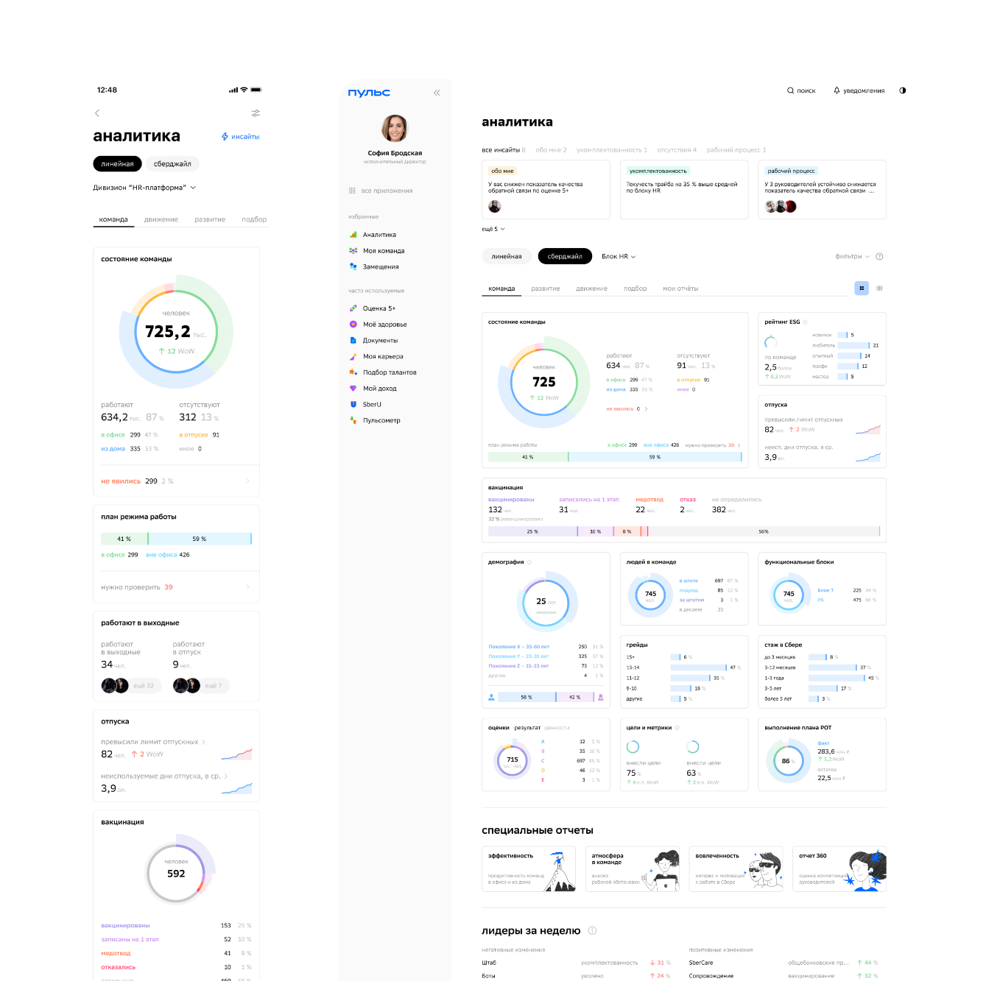 12:48
аналитика
инсайты
линейная сберджайл
Дивизион “HR-платформа”
команда движение развитие подбор
состояние команды
человек
725,2 тыс.
↑ 12 WoW
работают отсутствуют
634,2 тыс. 87 % 312 13 %
в офисе 299 47 % в отпуске 91
из дома 335 53 % иное 0
не явились 299 2 %
план режима работы
41 % 59 %
в офисе 299 вне офиса 426
нужно проверить 39
работают в выходные
работают работают
в выходные в отпуск
34 чел. 9 чел.
ещё 32 ещё 7
отпуска
превысили лимит отпускных
82 чел. ↑ 2 WoW
неиспользуемые дни отпуска, в ср.
3,9 дн.
вакцинация
человек
592
вакцинированы 153 25 %
записаны на 1 этап 52 10 %
медотвод 41 8 %
отказались 10 1 %
пульс
София Бродская
исполнительный директор
все приложения
избранные
Аналитика
Моя команда
Замещения
часто используемые
Оценка 5+
Моё здоровье
Документы
Моя карьера
Подбор талантов
Мой доход
SberU
Пульсометр
поиск уведомления
аналитика
все инсайты 8 обо мне 2 укомплектованность 1 отсутствия 4 рабочий процесс 1
обо мне
У вас снижен показатель качества
обратной связи по оценке 5+
укомплектованность
Текучесть трайба на 35 % выше средней
по блоку HR
рабочий процесс
У 3 руководителей устойчиво снижается
показатель качества обратной связи ...
ещё 5
линейная сберджайл Блок HR фильтры
команда развитие движение подбор мои отчёты
состояние команды
человек
725
↑ 12 WoW
работают отсутствуют
634 чел. 87 % 91 чел. 13 %
в офисе 299 47 % в отпуске 91
из дома 335 53 % иное 0
не явились 0
план режима работы в офисе 299 вне офиса 426 нужно проверить 39
41 % 59 %
рейтинг ESG
по команде
2,5 балла
↑ 0,3 WoW
новичок 5
любитель 21
опытный 14
профи 12
мастер 5
отпуска
превысили лимит отпускных
82 чел. ↑ 2 WoW
неисп. дни отпуска, в ср.
3,9 дн.
вакцинация
вакцинированы записались на 1 этап медотвод отказ не определились
132 чел. 31 чел. 22 чел. 2 чел. 382 чел.
32 % ревакцинировано
25 % 10 % 8 % 56%
демография
25 лет
медиана
Поколение X – 35-60 лет 250 31 %
Поколение Y – 23-35 лет 325 57 %
Поколение Z – 15-23 лет 73 12 %
другие 4 1 %
58 % 42 %
людей в команде
745
чел.
в штате 697 87 %
подряд. 85 12 %
за штатом 3 1 %
в декрете 23
функциональные блоки
745
чел.
Блок Т 225 34 %
РБ 475 66 %
грейды
15+ 6 %
13-14 47 %
11-12 35 %
9-10 18 %
другие 5 %
стаж в Сбере
до 3 месяцев 8 %
3-12 месяцев 37 %
1-3 года 45 %
3-5 лет 17 %
более 5 лет 3 %
оценки результат ценности
715
тыс. чел.
A 12 5 %
B 35 10 %
C 697 85 %
D 46 13 %
E 3 1 %
цели и метрики
внесли цели внесли цели
75 % 63 %
↑ 4 п.п. WoW ↑ 2 п.п. WoW
выполнение плана РОТ
86 %
факт
283,6 млн ₽
↑ 5,2 WoW
остаток
22,5 млн ₽
специальные отчеты
эффективность
продуктивность команд
в офисе и из дома
атмосфера
в команде
анализ
рабочей обстановки
вовлеченность
интерес и мотивация
к работе в Сбере
отчет 360
оценка компетенций
руководителей
лидеры за неделю
негативные изменения позитивные изменения
Штаб укомплектованность ↓ 31 % SberCare общебанковские пр... ↑ 44 %
Боты уволено ↑ 24 % Сопровождение вакцинирование ↑ 32 %